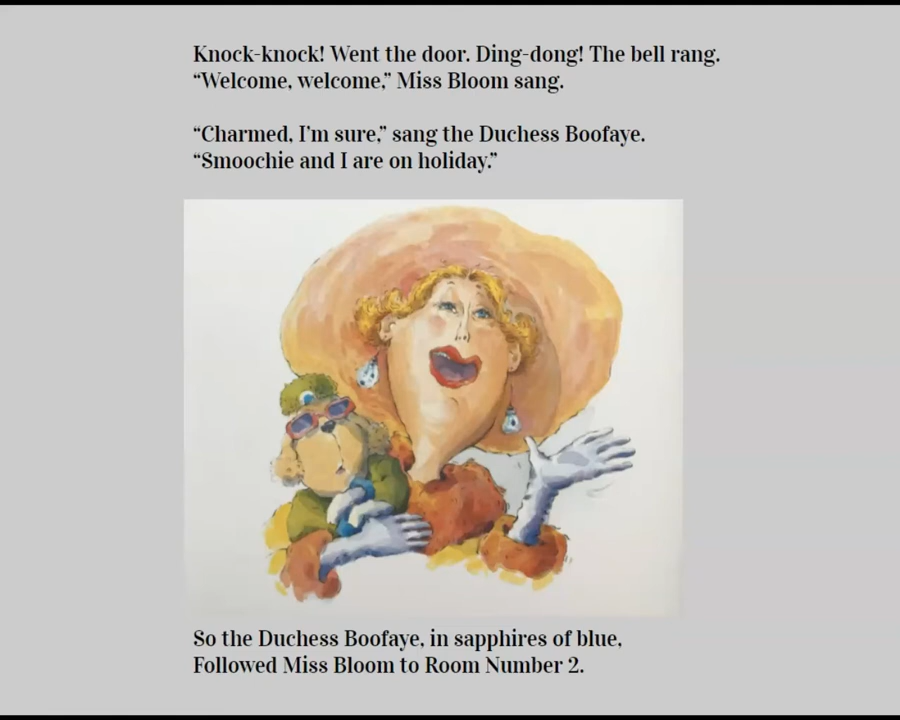 Knock-knock! Went the door. Ding-dong! The bell rang.
“Welcome, welcome,” Miss Bloom sang.
“Charmed, I’m sure,” sang the Duchess Boofaye.
“Smoochie and I are on holiday.”
So the Duchess Boofaye, in sapphires of blue,
Followed Miss Bloom to Room Number 2.